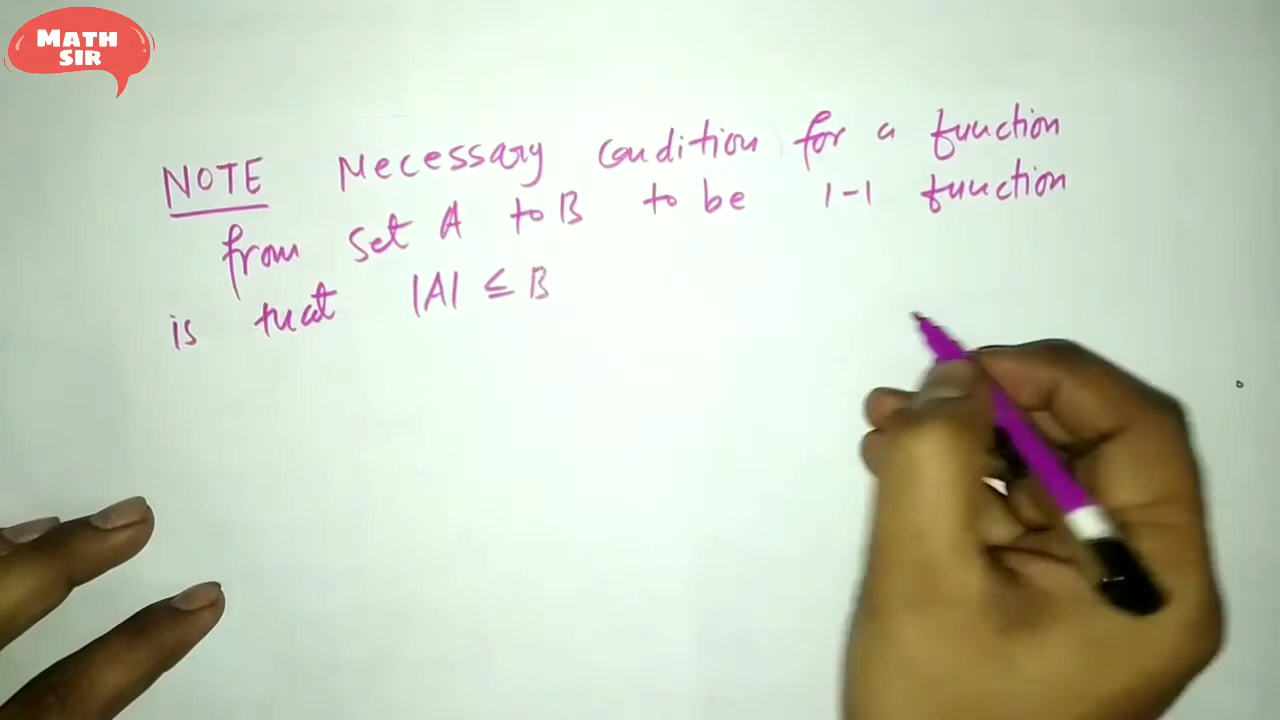 MATH
SIR
NOTE Necessary condition for a function
from set A to B to be 1-1 function
is that |A| ≤ B